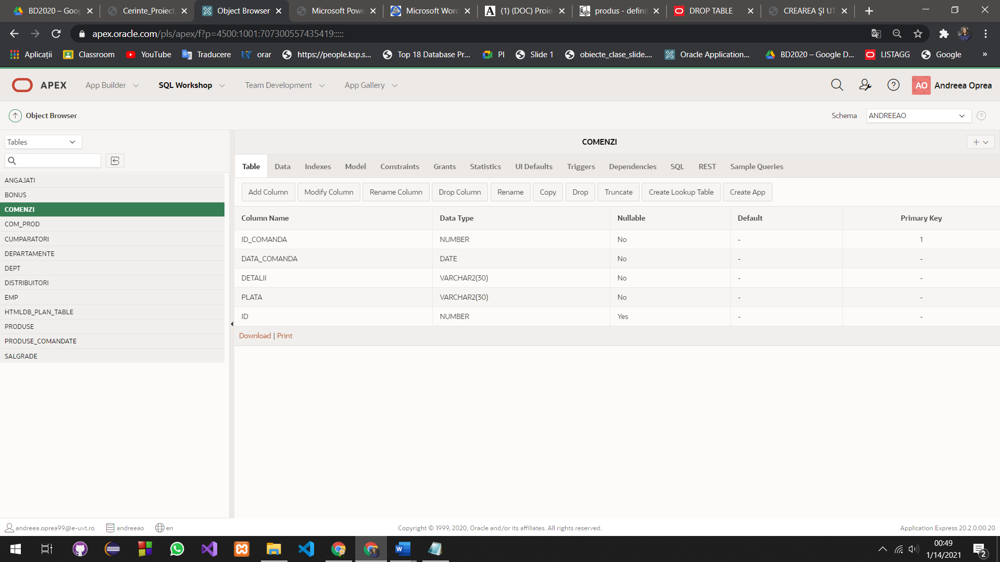 BD2020 – Goog
Cerinte_Proiect
Object Browser
Microsoft Powe
Microsoft Word
(1) (DOC) Proie
produs - definit
DROP TABLE
CREAREA ŞI UT
apex.oracle.com/pls/apex/f?p=4500:1001:707300557435419:::::
Aplicații
Classroom
YouTube
Traducere
orar
https://people.ksp.s...
Top 18 Database Pr...
PI
Slide 1
obiecte_clase_slide....
Oracle Application...
BD2020 – Google D...
LISTAGG
Google
»
APEX
App Builder
SQL Workshop
Team Development
App Gallery
AO
Andreea Oprea
Object Browser
Schema
ANDREEAO
Tables
COMENZI
Table
Data
Indexes
Model
Constraints
Grants
Statistics
UI Defaults
Triggers
Dependencies
SQL
REST
Sample Queries
ANGAJATI
BONUS
COMENZI
COM_PROD
CUMPARATORI
DEPARTAMENTE
DEPT
DISTRIBUITORI
EMP
HTMLDB_PLAN_TABLE
PRODUSE
PRODUSE_COMANDATE
SALGRADE
Add Column
Modify Column
Rename Column
Drop Column
Rename
Copy
Drop
Truncate
Create Lookup Table
Create App
Column Name Data Type Nullable Default Primary Key
ID_COMANDA NUMBER No - 1
DATA_COMANDA DATE No - -
DETALII VARCHAR2(30) No - -
PLATA VARCHAR2(30) No - -
ID NUMBER Yes - -
Download | Print
andreea.oprea99@e-uvt.ro
andreeao
en
Copyright © 1999, 2020, Oracle and/or its affiliates. All rights reserved.
Application Express 20.2.0.00.20
00:49
1/14/2021
2